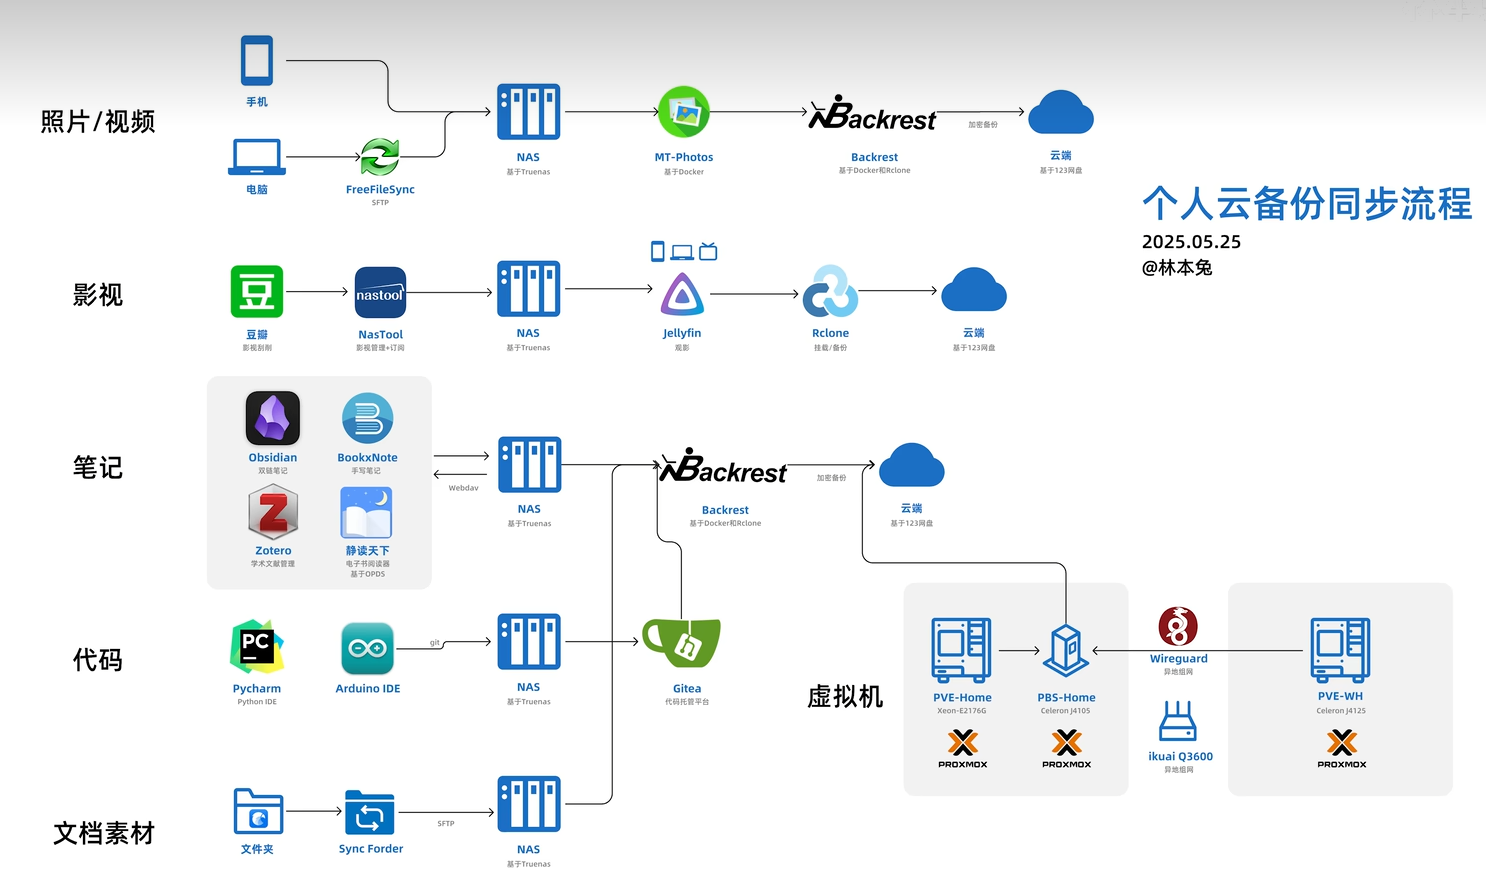 照片/视频
手机
电脑
FreeFileSync
SFTP
NAS
基于Truenas
MT-Photos
基于Docker
Backrest
Backrest
基于Docker和Rclone
加密备份
云端
基于123网盘
个人云备份同步流程
2025.05.25
@林本兔
影视
豆
豆瓣
影视刮削
nastool
NasTool
影视管理+订阅
NAS
基于Truenas
Jellyfin
观影
Rclone
挂载/备份
云端
基于123网盘
笔记
Obsidian
双链笔记
BookxNote
手写笔记
Z
Zotero
学术文献管理
静读天下
电子书阅读器
基于OPDS
Webdav
NAS
基于Truenas
Backrest
Backrest
基于Docker和Rclone
加密备份
云端
基于123网盘
代码
PC
Pycharm
Python IDE
Arduino IDE
git
NAS
基于Truenas
Gitea
代码托管平台
虚拟机
PVE-Home
Xeon-E2176G
PROXMOX
PBS-Home
Celeron J4105
PROXMOX
Wireguard
异地组网
ikuai Q3600
异地组网
PVE-WH
Celeron J4125
PROXMOX
文档素材
文件夹
Sync Forder
SFTP
NAS
基于Truenas